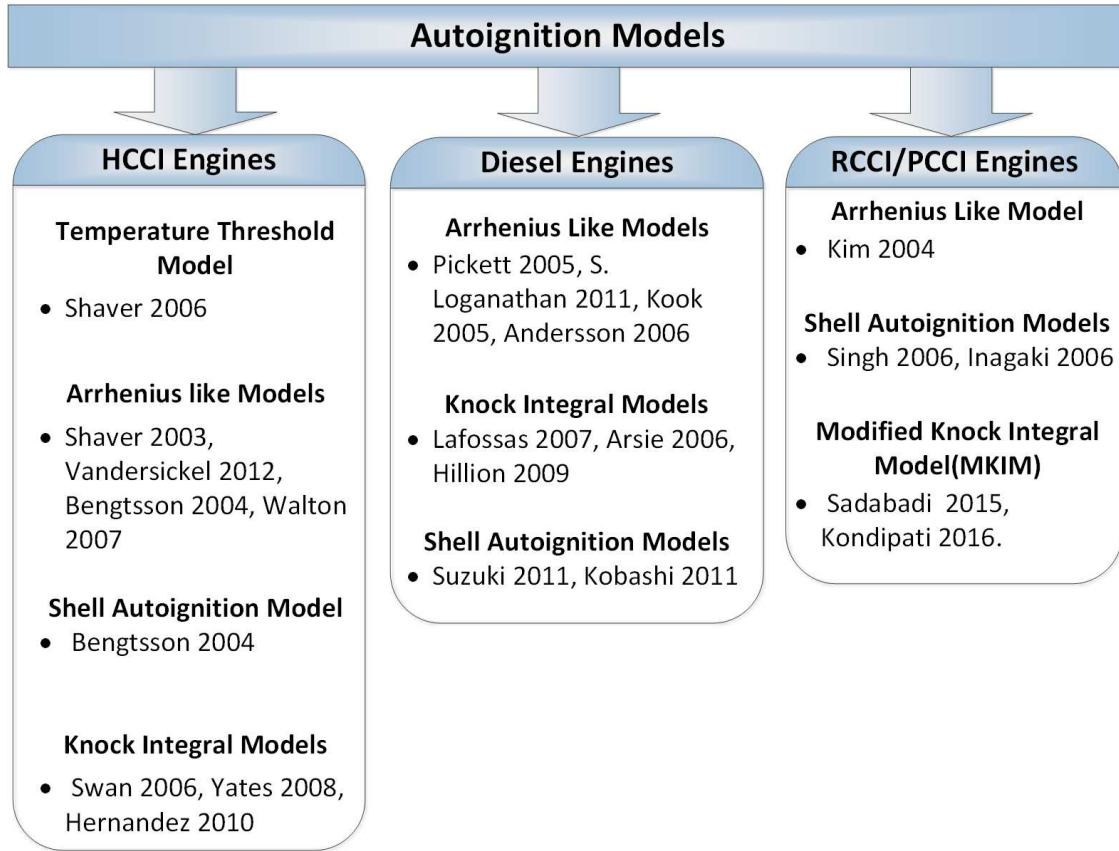 Autoignition Models
HCCI Engines
Temperature Threshold
Model
• Shaver 2006
Arrhenius like Models
• Shaver 2003,
Vandersickel 2012,
Bengtsson 2004, Walton
2007
Shell Autoignition Model
• Bengtsson 2004
Knock Integral Models
• Swan 2006, Yates 2008,
Hernandez 2010
Diesel Engines
Arrhenius Like Models
• Pickett 2005, S.
Loganathan 2011, Kook
2005, Andersson 2006
Knock Integral Models
• Lafossas 2007, Arsie 2006,
Hillion 2009
Shell Autoignition Models
• Suzuki 2011, Kobashi 2011
RCCI/PCCI Engines
Arrhenius Like Model
• Kim 2004
Shell Autoignition Models
• Singh 2006, Inagaki 2006
Modified Knock Integral
Model(MKIM)
• Sadabadi 2015,
Kondipati 2016.